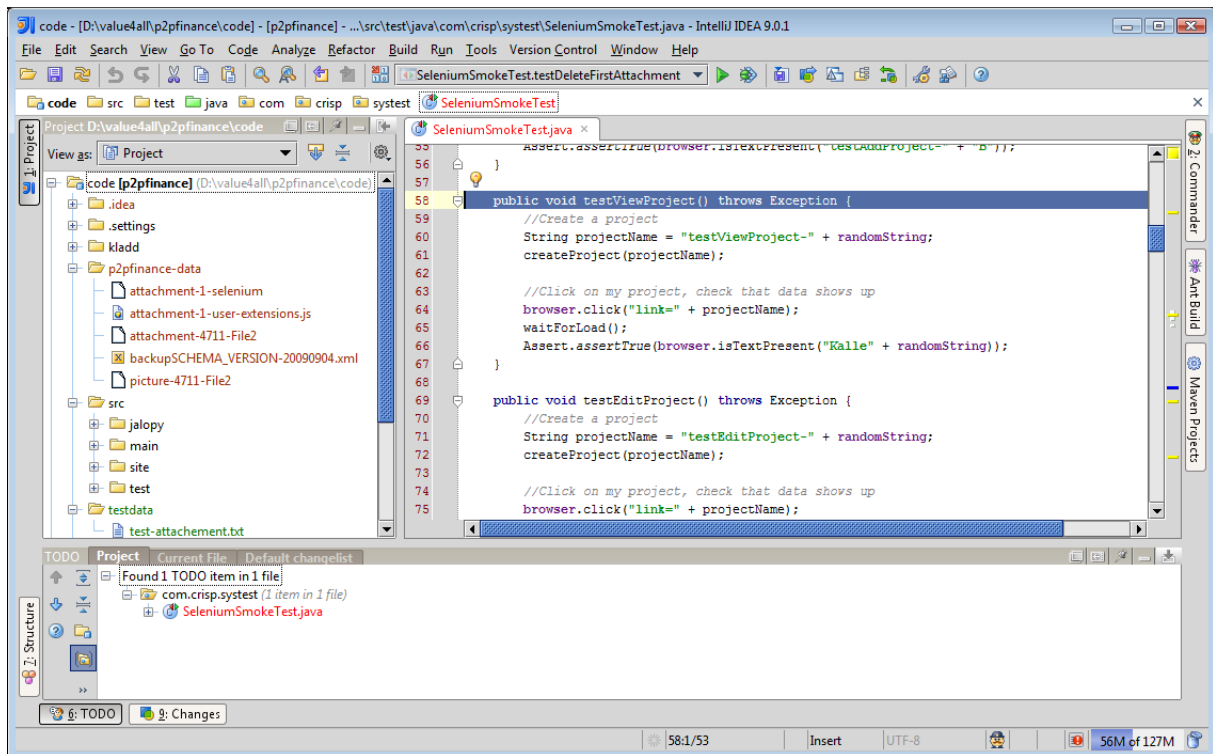 code - [D:\value4all\p2pfinance\code] - [p2pfinance] - ...\src\test\java\com\crisp\systest\SeleniumSmokeTest.java - IntelliJ IDEA 9.0.1
File Edit Search View Go To Code Analyze Refactor Build Run Tools Version Control Window Help
SeleniumSmokeTest.testDeleteFirstAttachment
code src test java com crisp systest SeleniumSmokeTest
1: Project
Project D:\value4all\p2pfinance\code
View as: Project
code [p2pfinance] (D:\value4all\p2pfinance\code)
.idea
.settings
kladd
p2pfinance-data
attachment-1-selenium
attachment-1-user-extensions.js
attachment-4711-File2
backupSCHEMA_VERSION-20090904.xml
picture-4711-File2
src
jalopy
main
site
test
testdata
test-attachement.txt
SeleniumSmokeTest.java
55 Assert.assertTrue(browser.isTextPresent("testAddProject-" + "B"));
56 }
57
58 public void testViewProject() throws Exception {
59 //Create a project
60 String projectName = "testViewProject-" + randomString;
61 createProject(projectName);
62
63 //Click on my project, check that data shows up
64 browser.click("link=" + projectName);
65 waitForLoad();
66 Assert.assertTrue(browser.isTextPresent("Kalle" + randomString));
67 }
68
69 public void testEditProject() throws Exception {
70 //Create a project
71 String projectName = "testEditProject-" + randomString;
72 createProject(projectName);
73
74 //Click on my project, check that data shows up
75 browser.click("link=" + projectName);
2: Commander
Ant Build
Maven Projects
TODO Project Current File Default changelist
Found 1 TODO item in 1 file
com.crisp.systest (1 item in 1 file)
SeleniumSmokeTest.java
7: Structure
6: TODO 9: Changes
58:1/53 Insert UTF-8 56M of 127M